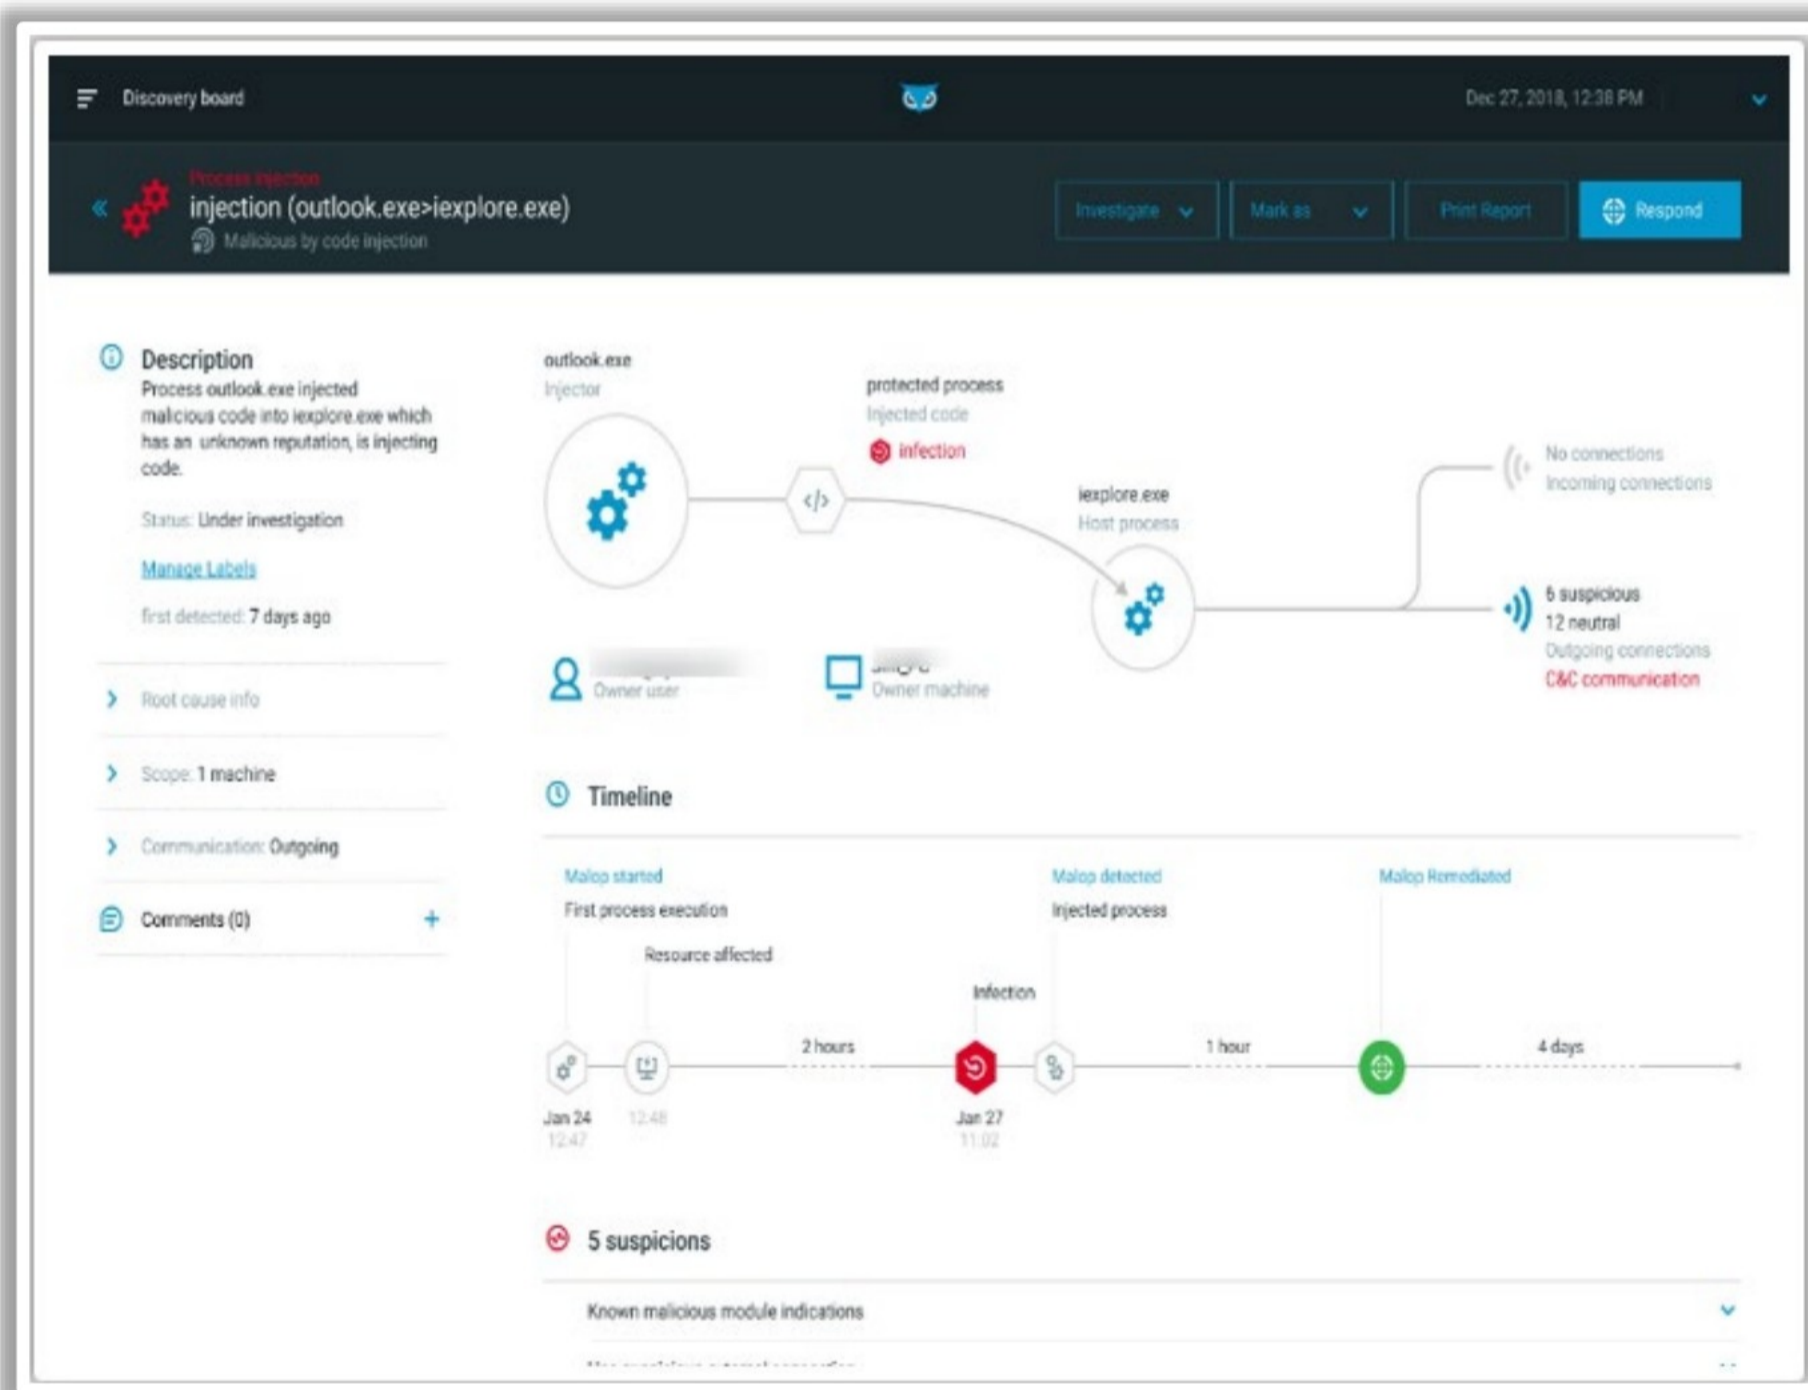 Discovery board
Dec 27, 2018, 12:38 PM
Process injection
injection (outlook.exe>iexplore.exe)
Malicious by code injection
Investigate
Mark as
Print Report
Respond
Description
Process outlook.exe injected
malicious code into iexplore.exe which
has an unknown reputation, is injecting
code.
Status: Under investigation
Manage Labels
first detected: 7 days ago
Root cause info
Scope: 1 machine
Communication: Outgoing
Comments (0)
outlook.exe
Injector
protected process
Injected code
infection
</>
iexplore.exe
Host process
No connections
Incoming connections
6 suspicious
12 neutral
Outgoing connections
C&C communication
Owner user
Owner machine
Timeline
Malop started
First process execution
Resource affected
Malop detected
Injected process
Infection
Malop Remediated
2 hours
1 hour
4 days
Jan 24
12:47
12:48
Jan 27
11:02
5 suspicions
Known malicious module indications